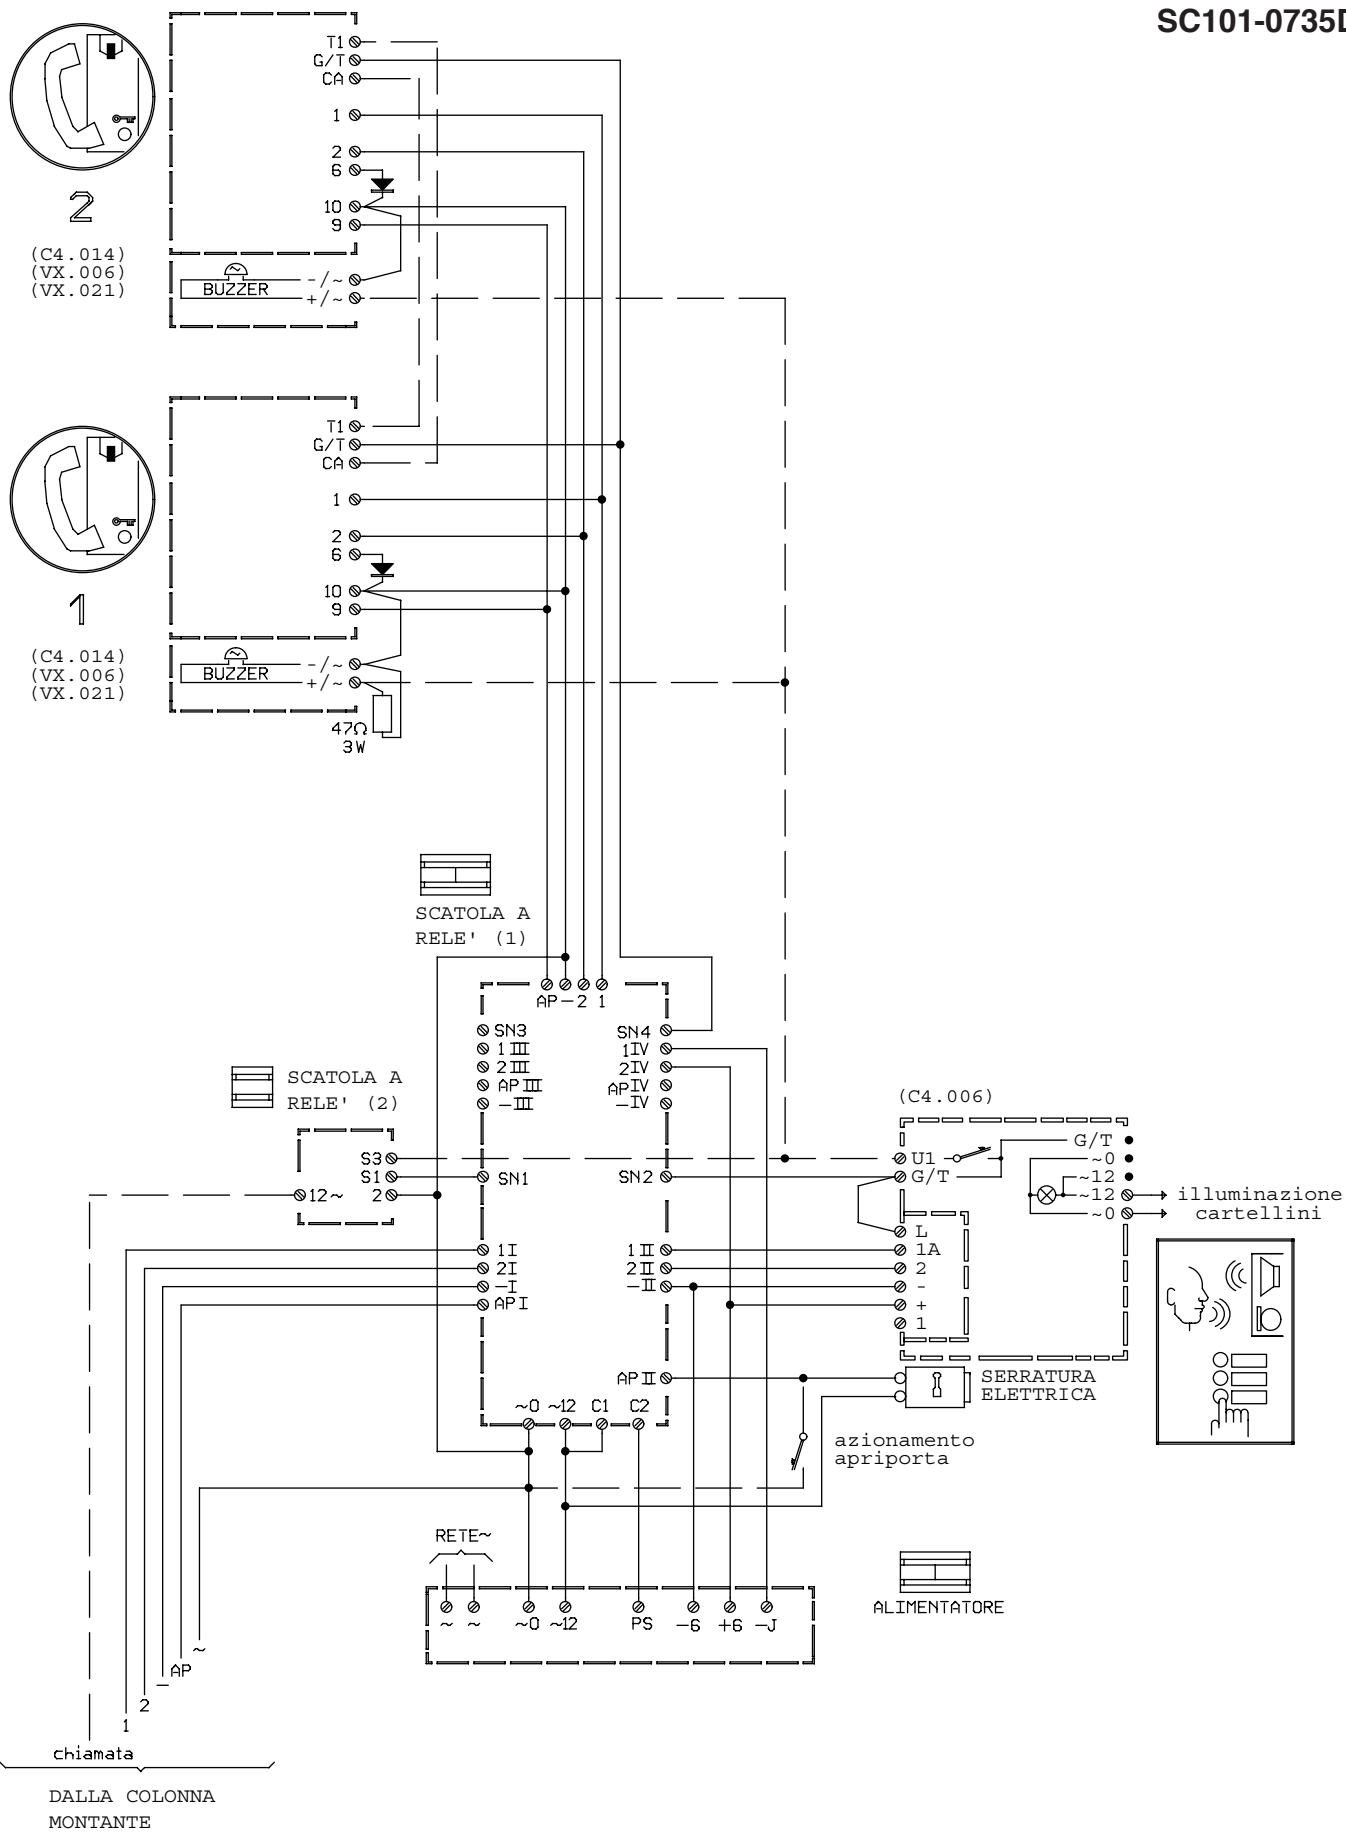 SC101-0735D
T1
G/T
CA
1
2
6
10
9
2
(C4.014)
(VX.006)
(VX.021)
BUZZER
-/~
+/~
T1
G/T
CA
1
2
6
10
9
1
(C4.014)
(VX.006)
(VX.021)
BUZZER
-/~
+/~
47Ω
3W
SCATOLA A
RELE' (1)
AP - 2 1
SN3
1 III
2 III
AP III
- III
SN4
1 IV
2 IV
AP IV
- IV
SCATOLA A
RELE' (2)
S3
S1
12~ 2
SN1
SN2
1I
2I
-I
API
1 II
2 II
- II
AP II
~0 ~12 C1 C2
(C4.006)
U1
G/T
G/T
~0
~12
~12
~0
illuminazione
cartellini
L
1A
2
-
+
1
SERRATURA
ELETTRICA
azionamento
apriporta
RETE~
~ ~ ~0 ~12 PS -6 +6 -J
ALIMENTATORE
~
AP
-
2
1
chiamata
DALLA COLONNA
MONTANTE